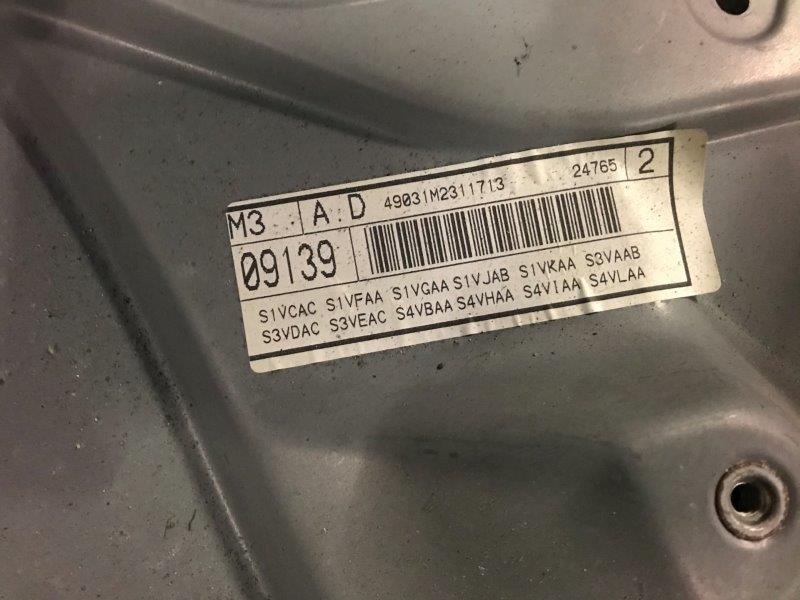 M3 A.D 49031M2311713 24765 2
09139
S1VCAC S1VFAA S1VGAA S1VJAB S1VKAA S3VAAB
S3VDAC S3VEAC S4VBAA S4VHAA S4VIAA S4VLAA